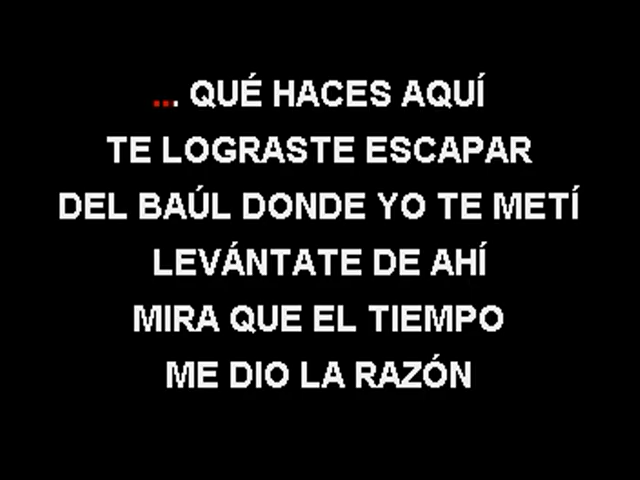 ... QUÉ HACES AQUÍ
TE LOGRASTE ESCAPAR
DEL BAÚL DONDE YO TE METÍ
LEVÁNTATE DE AHÍ
MIRA QUE EL TIEMPO
ME DIO LA RAZÓN